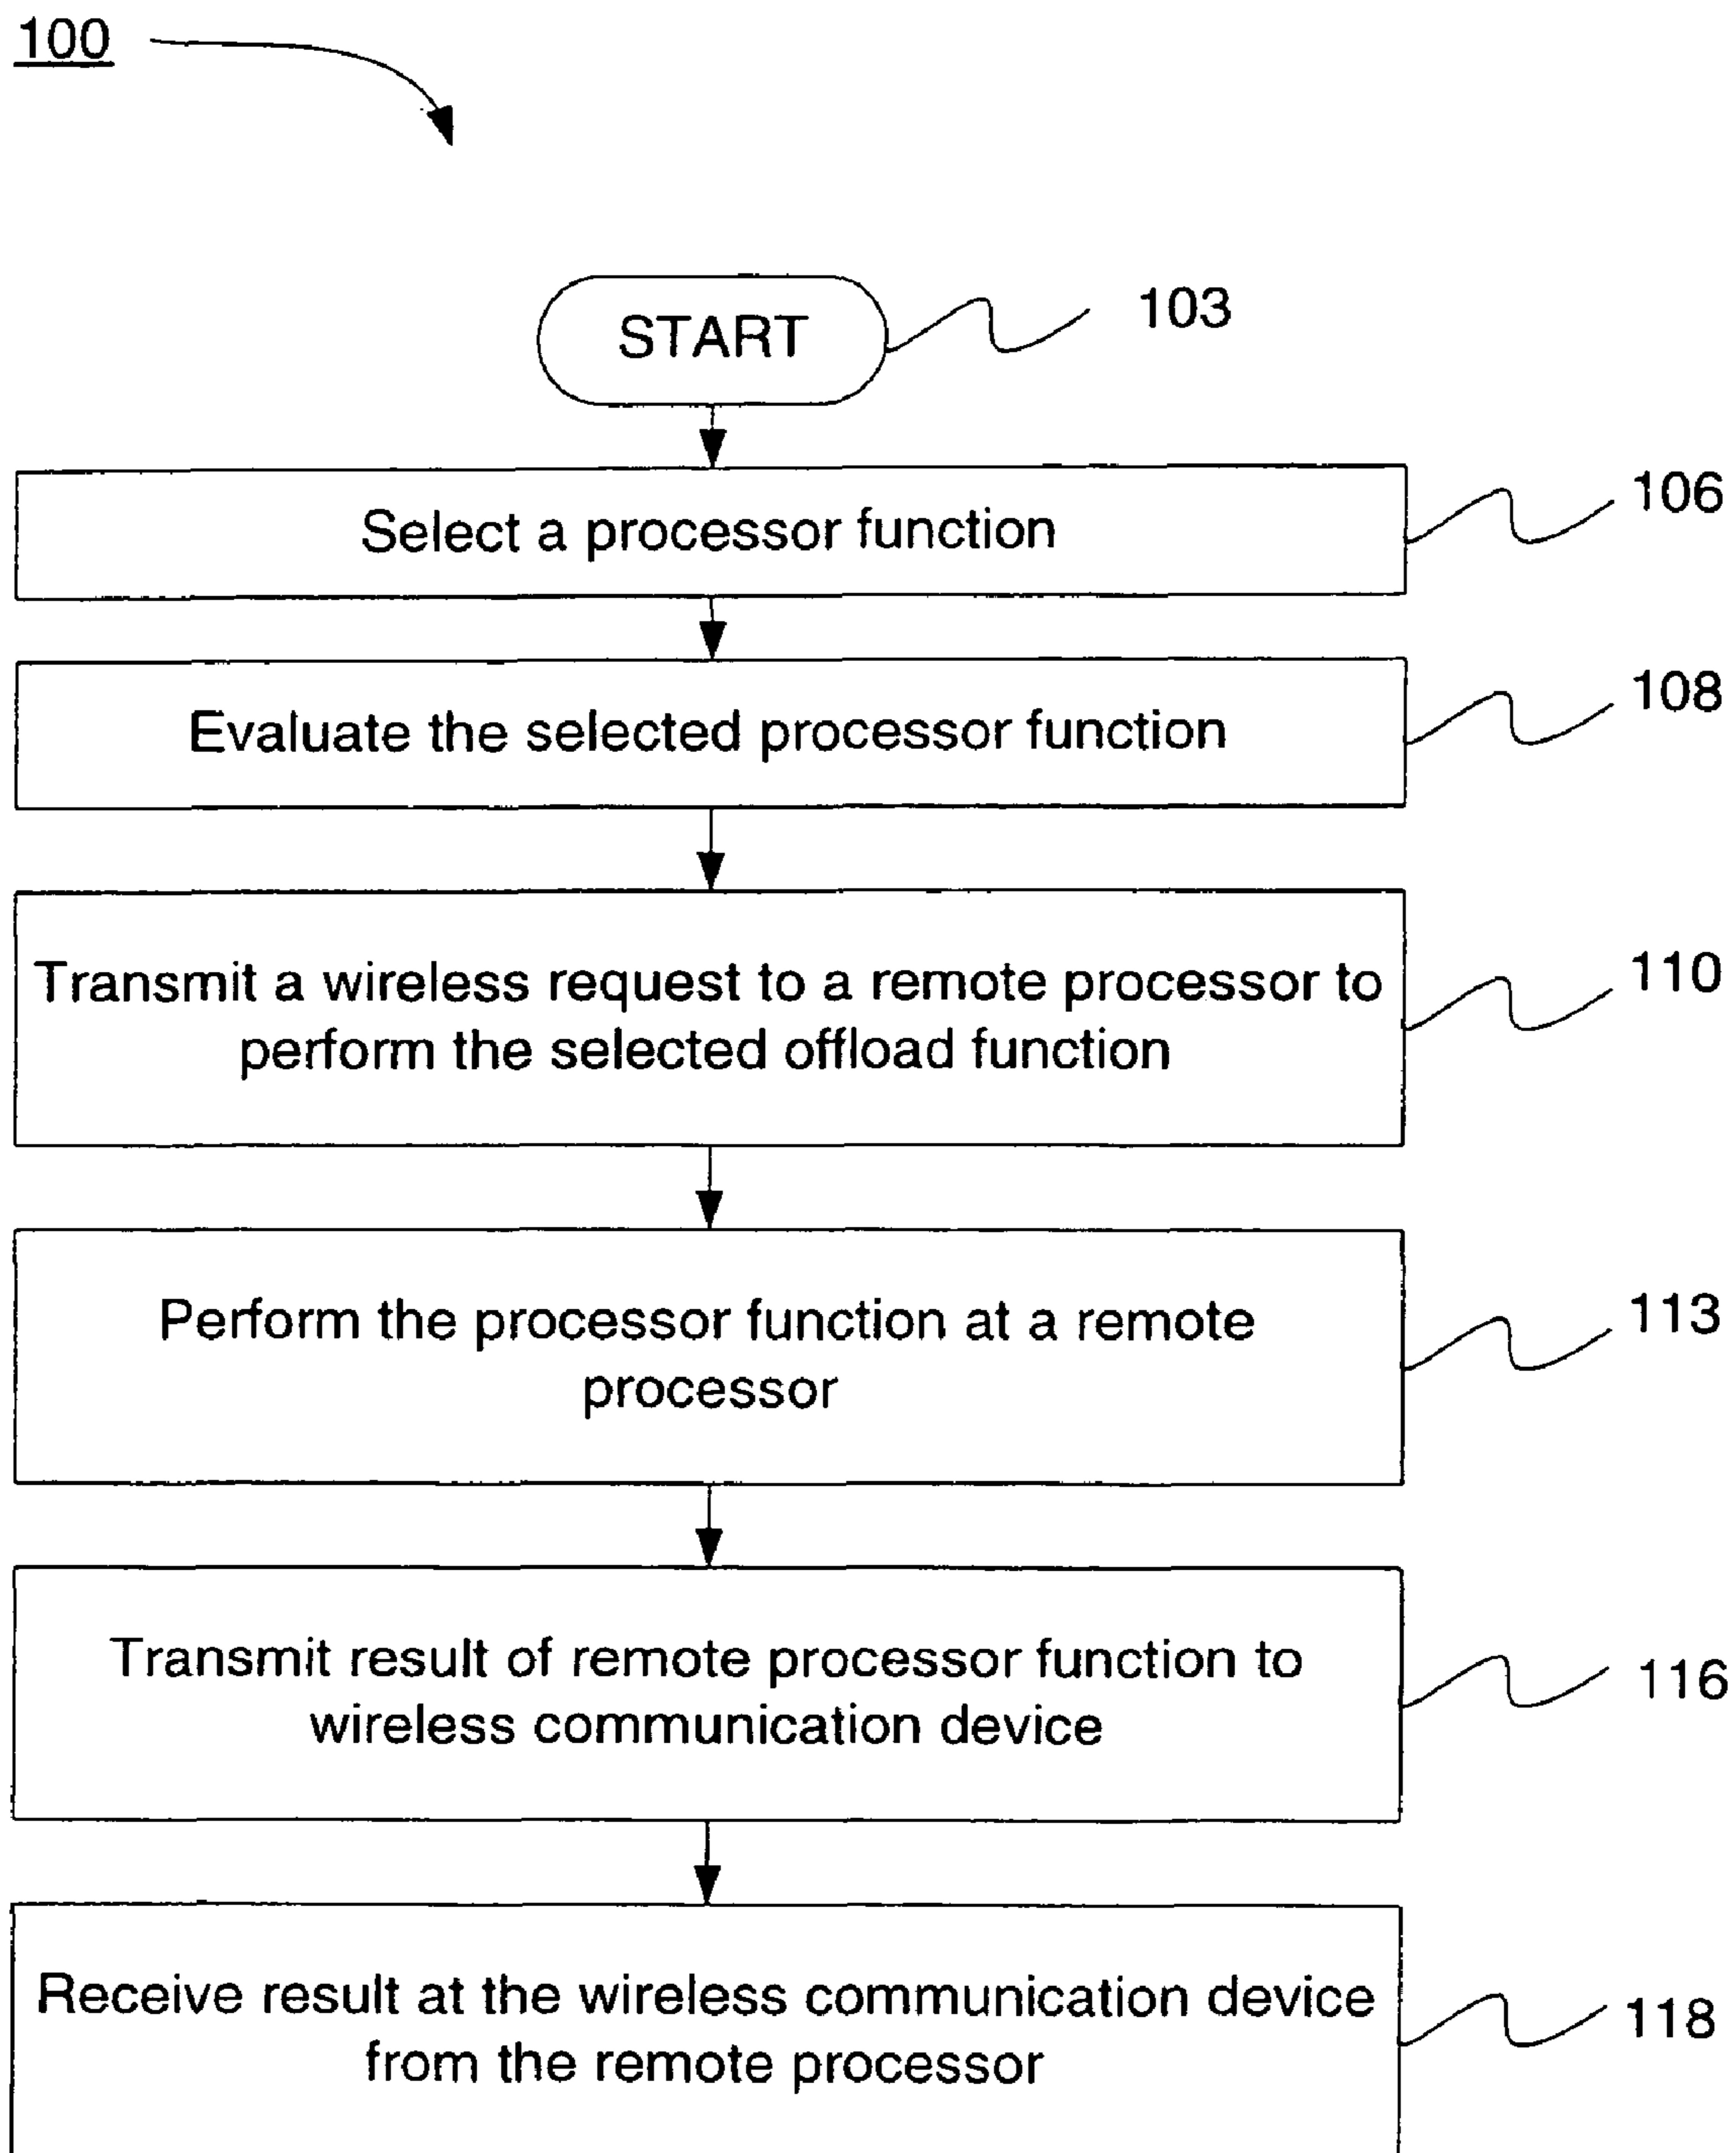 100
START
103
Select a processor function
106
Evaluate the selected processor function
108
Transmit a wireless request to a remote processor to
perform the selected offload function
110
Perform the processor function at a remote
processor
113
Transmit result of remote processor function to
wireless communication device
116
Receive result at the wireless communication device
from the remote processor
118